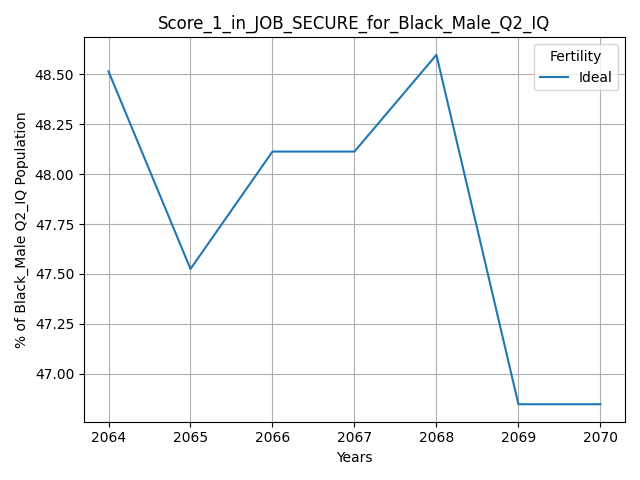 Score_1_in_JOB_SECURE_for_Black_Male_Q2_IQ
Fertility
Ideal
% of Black_Male Q2_IQ Population
48.50
48.25
48.00
47.75
47.50
47.25
47.00
2064 2065 2066 2067 2068 2069 2070
Years